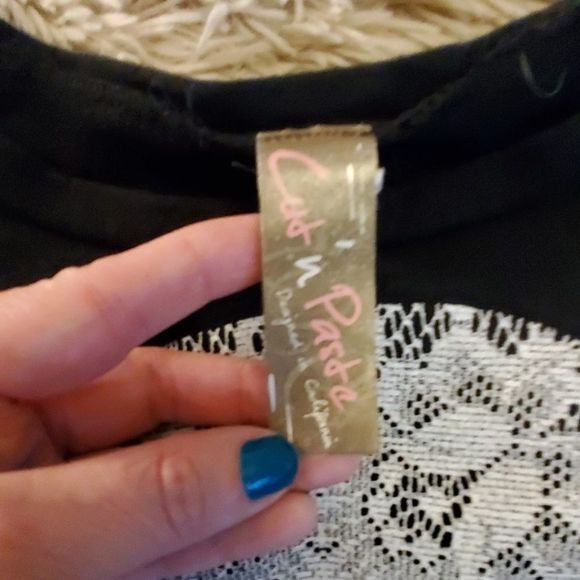 Cut 'n Paste
Designed in California